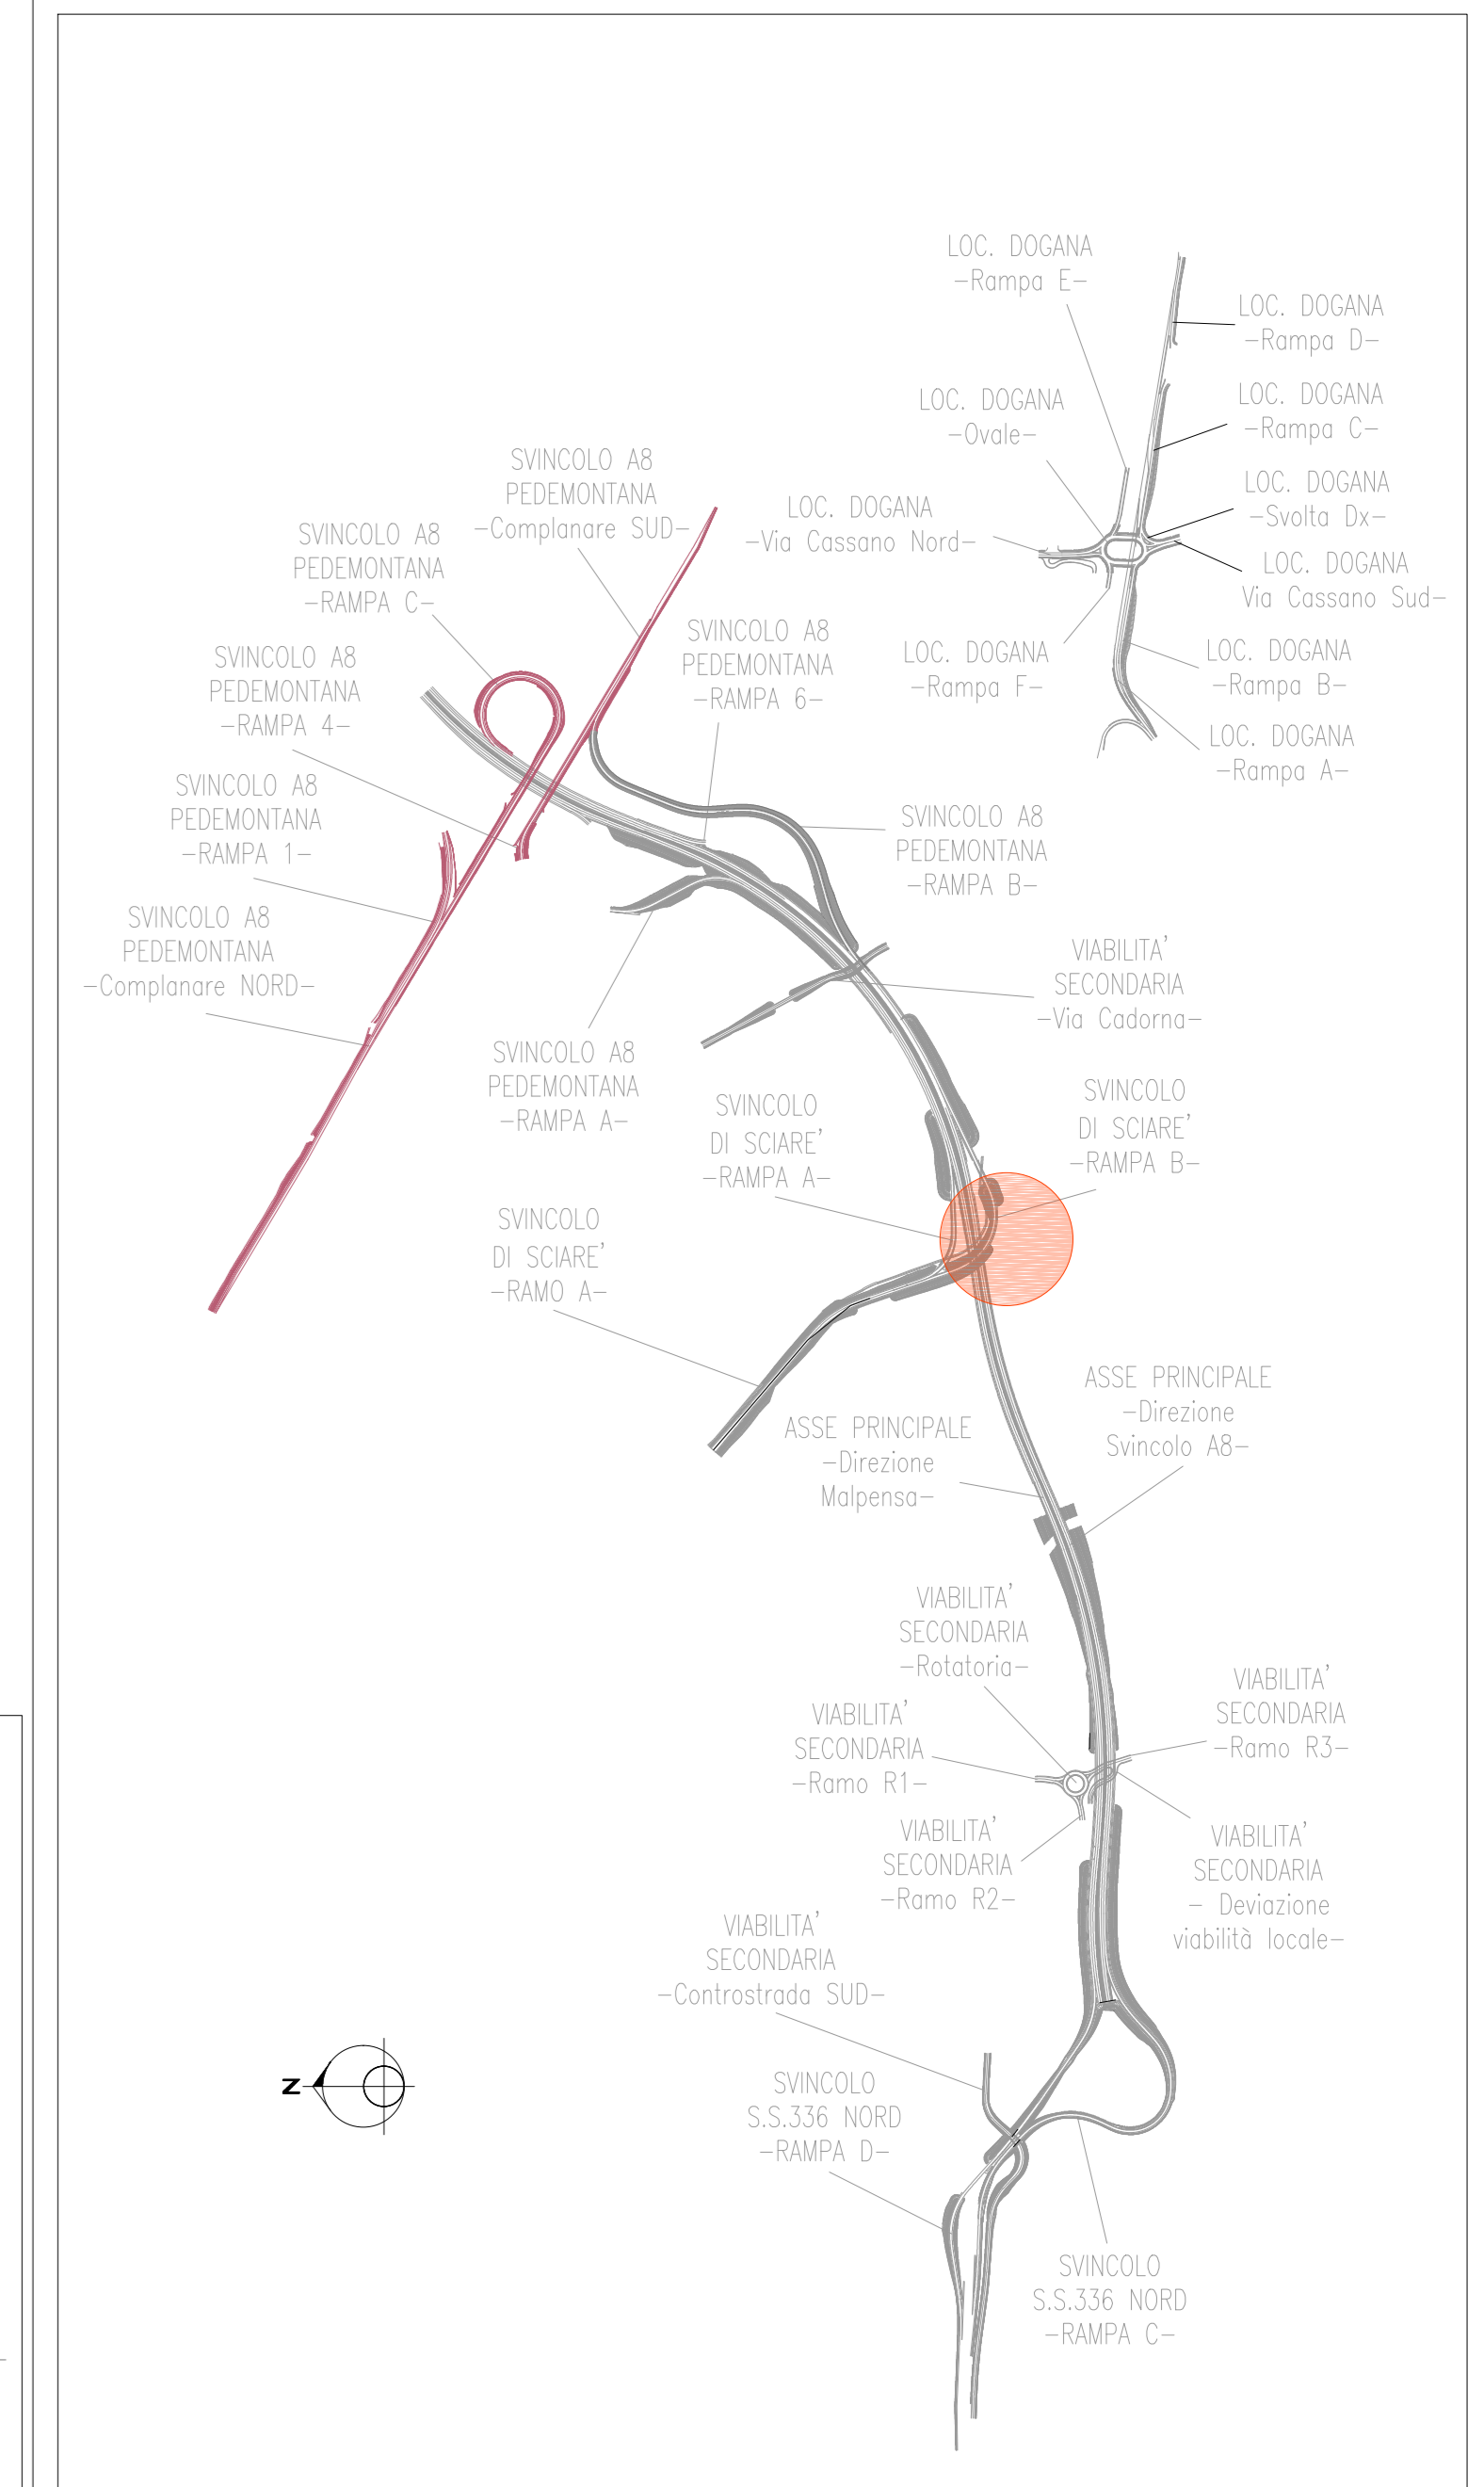 LOC. DOGANA
-Rampa E-
LOC. DOGANA
-Rampa D-
LOC. DOGANA
-Ovale-
LOC. DOGANA
-Rampa C-
SVINCOLO A8
PEDEMONTANA
-Complanare SUD-
LOC. DOGANA
-Svolta Dx-
LOC. DOGANA
-Via Cassano Nord-
SVINCOLO A8
PEDEMONTANA
-RAMPA C-
LOC. DOGANA
Via Cassano Sud-
SVINCOLO A8
PEDEMONTANA
-RAMPA 6-
LOC. DOGANA
-Rampa F-
LOC. DOGANA
-Rampa B-
SVINCOLO A8
PEDEMONTANA
-RAMPA 4-
LOC. DOGANA
-Rampa A-
SVINCOLO A8
PEDEMONTANA
-RAMPA 1-
SVINCOLO A8
PEDEMONTANA
-RAMPA B-
SVINCOLO A8
PEDEMONTANA
-Complanare NORD-
VIABILITA'
SECONDARIA
-Via Cadorna-
SVINCOLO A8
PEDEMONTANA
-RAMPA A-
SVINCOLO
DI SCIARE'
-RAMPA A-
SVINCOLO
DI SCIARE'
-RAMPA B-
SVINCOLO
DI SCIARE'
-RAMO A-
ASSE PRINCIPALE
-Direzione
Svincolo A8-
ASSE PRINCIPALE
-Direzione
Malpensa-
VIABILITA'
SECONDARIA
-Rotatoria-
VIABILITA'
SECONDARIA
-Ramo R3-
VIABILITA'
SECONDARIA
-Ramo R1-
VIABILITA'
SECONDARIA
-Ramo R2-
VIABILITA'
SECONDARIA
- Deviazione
viabilità locale-
VIABILITA'
SECONDARIA
-Controstrada SUD-
N
SVINCOLO
S.S.336 NORD
-RAMPA D-
SVINCOLO
S.S.336 NORD
-RAMPA C-